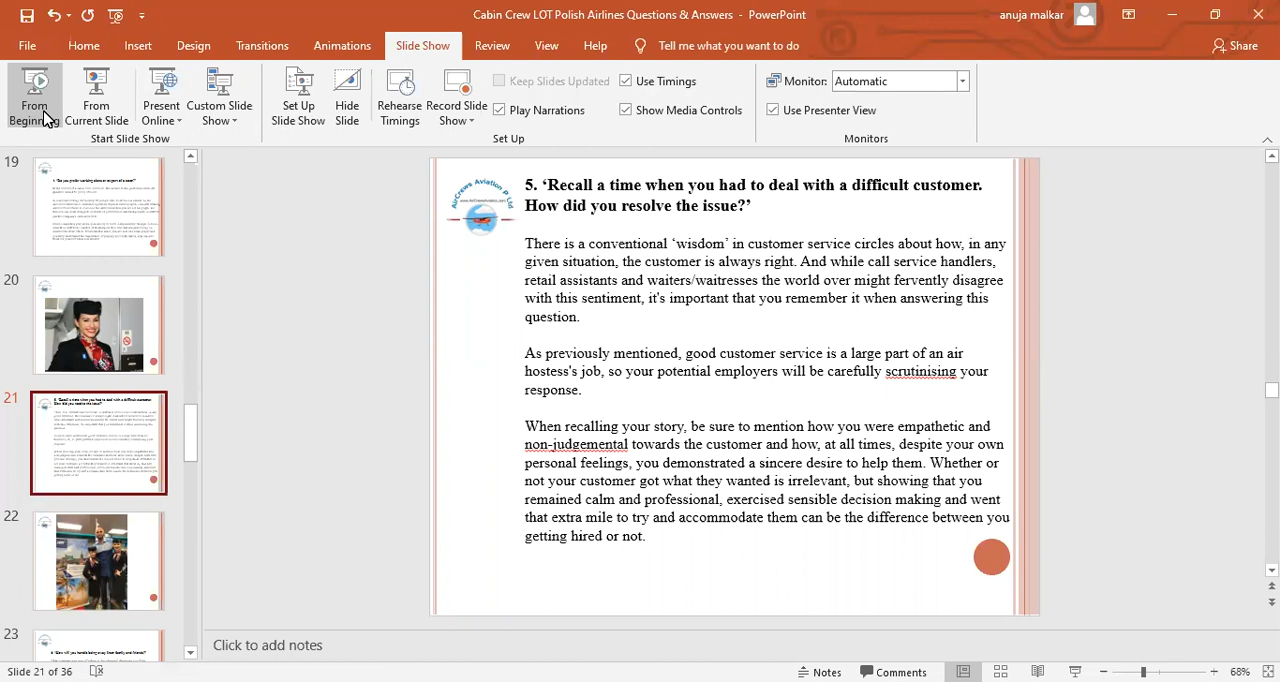 Cabin Crew LOT Polish Airlines Questions & Answers - PowerPoint
anuja malkar
File Home Insert Design Transitions Animations Slide Show Review View Help Tell me what you want to do Share
From Beginning
From Current Slide
Present Online
Custom Slide Show
Set Up Slide Show
Hide Slide
Rehearse Timings
Record Slide Show
Keep Slides Updated
Play Narrations
Use Timings
Show Media Controls
Monitor: Automatic
Use Presenter View
Start Slide Show
Set Up
Monitors
19
20
21
22
23
5. ‘Recall a time when you had to deal with a difficult customer.
How did you resolve the issue?’
There is a conventional ‘wisdom’ in customer service circles about how, in any
given situation, the customer is always right. And while call service handlers,
retail assistants and waiters/waitresses the world over might fervently disagree
with this sentiment, it's important that you remember it when answering this
question.
As previously mentioned, good customer service is a large part of an air
hostess's job, so your potential employers will be carefully scrutinising your
response.
When recalling your story, be sure to mention how you were empathetic and
non-judgemental towards the customer and how, at all times, despite your own
personal feelings, you demonstrated a sincere desire to help them. Whether or
not your customer got what they wanted is irrelevant, but showing that you
remained calm and professional, exercised sensible decision making and went
that extra mile to try and accommodate them can be the difference between you
getting hired or not.
Click to add notes
Slide 21 of 36
Notes
Comments
68%